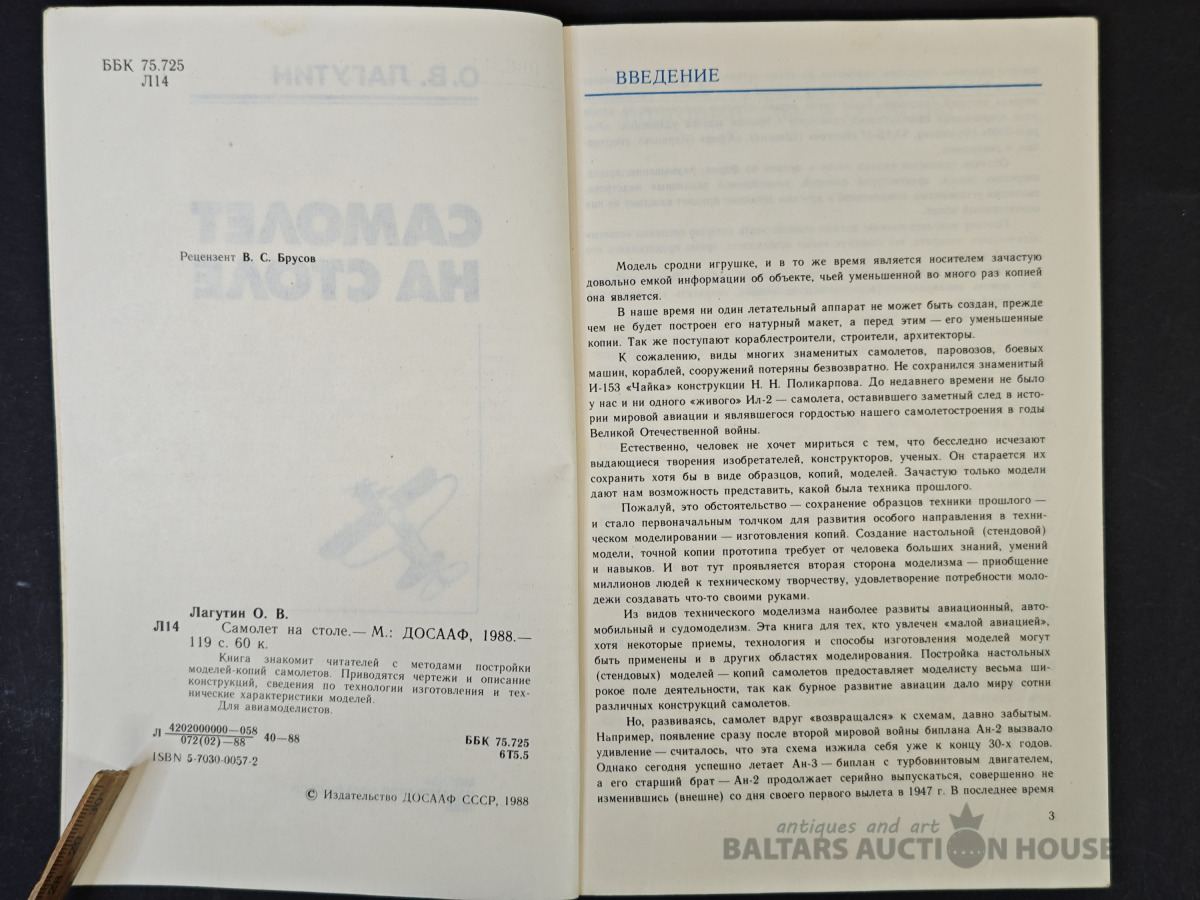 ББК 75.725
Л14
Рецензент В. С. Брусов
Лагутин О. В.
Л14 Самолет на столе.— М.: ДОСААФ, 1988.—
119 с. 60 к.
Книга знакомит читателей с методами постройки
моделей-копий самолетов. Приводятся чертежи и описание
конструкций, сведения по технологии изготовления и тех-
нические характеристики моделей.
Для авиамоделистов.
Л 4202000000—058
072(02)—88 40—88
ББК 75.725
6Т5.5
ISBN 5-7030-0057-2
© Издательство ДОСААФ СССР, 1988
ВВЕДЕНИЕ
Модель сродни игрушке, и в то же время является носителем зачастую
довольно емкой информации об объекте, чьей уменьшенной во много раз копией
она является.
В наше время ни один летательный аппарат не может быть создан, прежде
чем не будет построен его натурный макет, а перед этим — его уменьшенные
копии. Так же поступают кораблестроители, строители, архитекторы.
К сожалению, виды многих знаменитых самолетов, паровозов, боевых
машин, кораблей, сооружений потеряны безвозвратно. Не сохранился знаменитый
И-153 «Чайка» конструкции Н. Н. Поликарпова. До недавнего времени не было
у нас и ни одного «живого» Ил-2 — самолета, оставившего заметный след в исто-
рии мировой авиации и являвшегося гордостью нашего самолетостроения в годы
Великой Отечественной войны.
Естественно, человек не хочет мириться с тем, что бесследно исчезают
выдающиеся творения изобретателей, конструкторов, ученых. Он старается их
сохранить хотя бы в виде образцов, копий, моделей. Зачастую только модели
дают нам возможность представить, какой была техника прошлого.
Пожалуй, это обстоятельство — сохранение образцов техники прошлого —
и стало первоначальным толчком для развития особого направления в техни-
ческом моделировании — изготовления копий. Создание настольной (стендовой)
модели, точной копии прототипа требует от человека больших знаний, умений
и навыков. И вот тут проявляется вторая сторона моделизма — приобщение
миллионов людей к техническому творчеству, удовлетворение потребности моло-
дежи создавать что-то своими руками.
Из видов технического моделизма наиболее развиты авиационный, авто-
мобильный и судомоделизм. Эта книга для тех, кто увлечен «малой авиацией»,
хотя некоторые приемы, технология и способы изготовления моделей могут
быть применены и в других областях моделирования. Постройка настольных
(стендовых) моделей — копий самолетов предоставляет моделисту весьма ши-
рокое поле деятельности, так как бурное развитие авиации дало миру сотни
различных конструкций самолетов.
Но, развиваясь, самолет вдруг «возвращался» к схемам, давно забытым.
Например, появление сразу после второй мировой войны биплана Ан-2 вызвало
удивление — считалось, что эта схема изжила себя уже к концу 30-х годов.
Однако сегодня успешно летает Ан-3 — биплан с турбовинтовым двигателем,
а его старший брат — Ан-2 продолжает серийно выпускаться, совершенно не
изменившись (внешне) со дня своего первого вылета в 1947 г. В последнее время
3
antiques and art
BALTARS AUCTION HOUSE